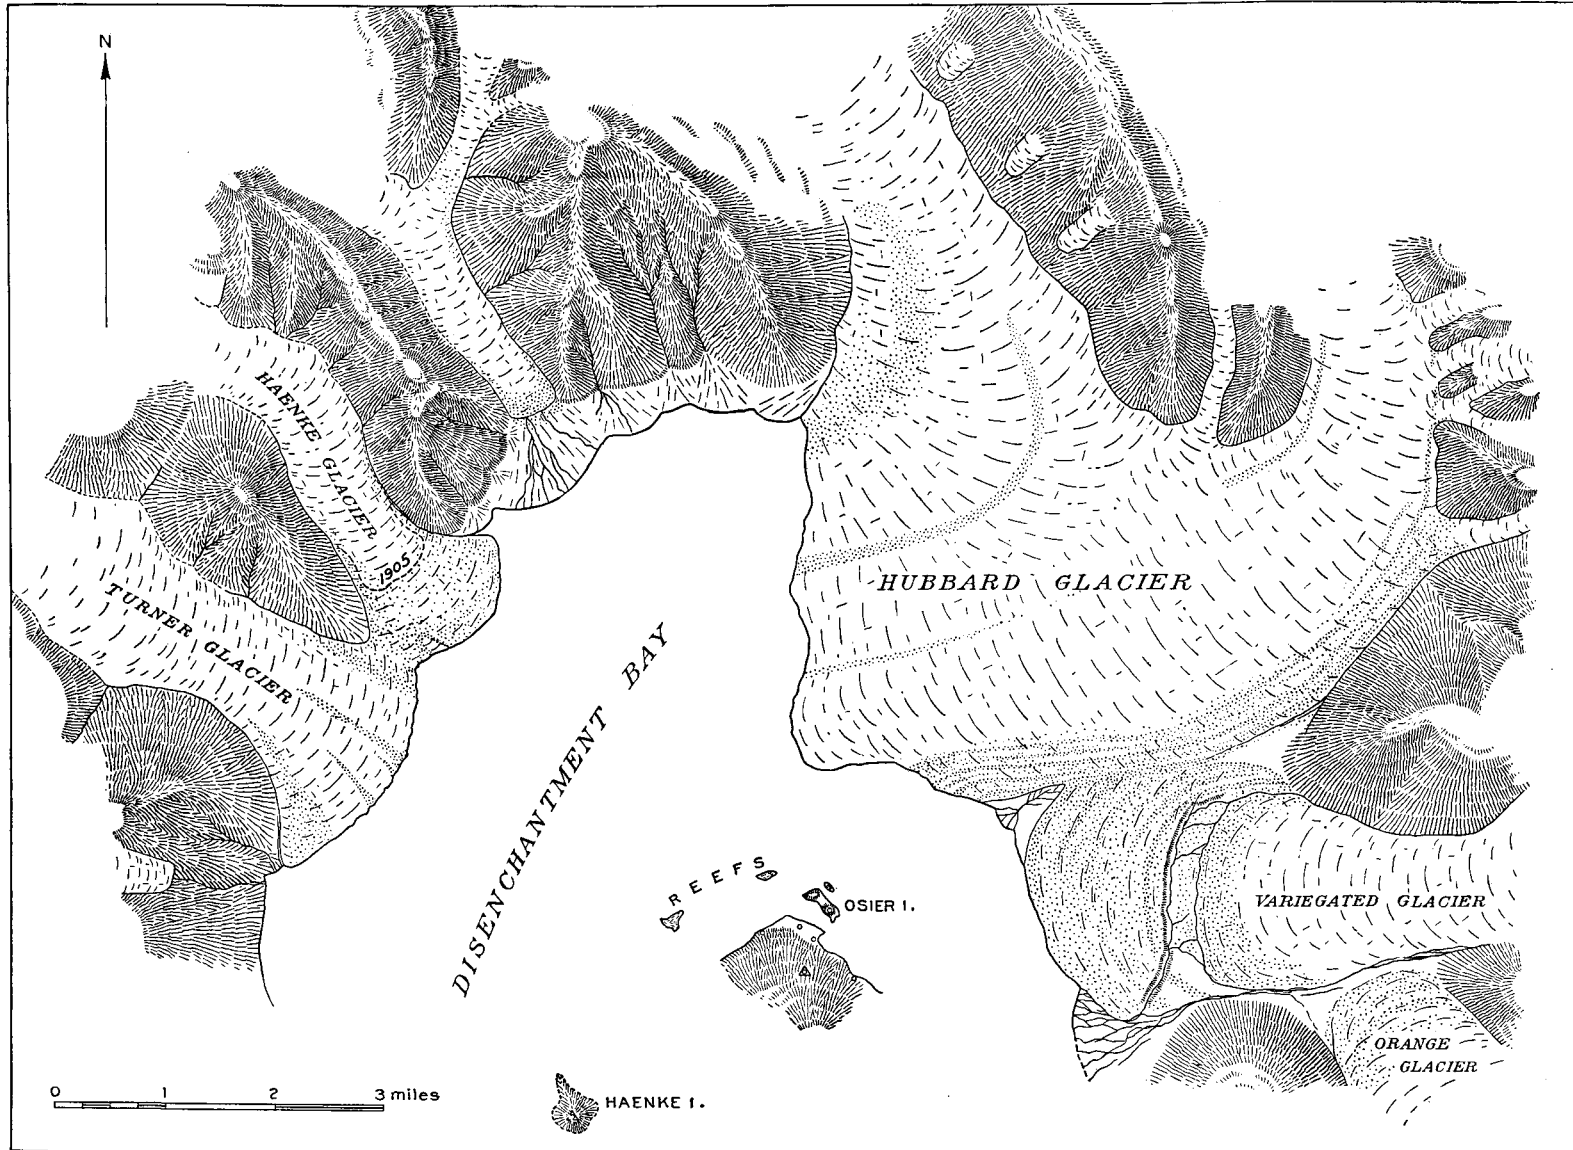 N
HAENKE GLACIER
1905
TURNER GLACIER
HUBBARD GLACIER
DISENCHANTMENT BAY
REEFS
OSIER I.
VARIEGATED GLACIER
ORANGE
GLACIER
0 1 2 3 miles
HAENKE I.